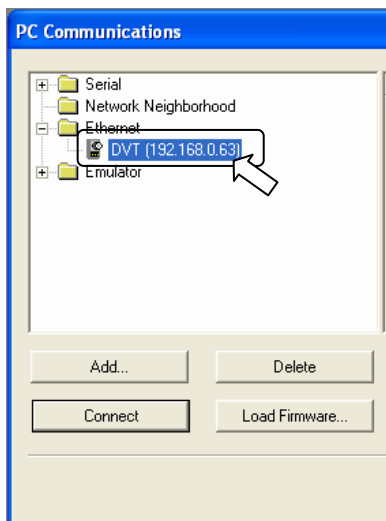 PC Communications
Serial
Network Neighborhood
Ethernet
DVT (192.168.0.63)
Emulator
Add...
Delete
Connect
Load Firmware...